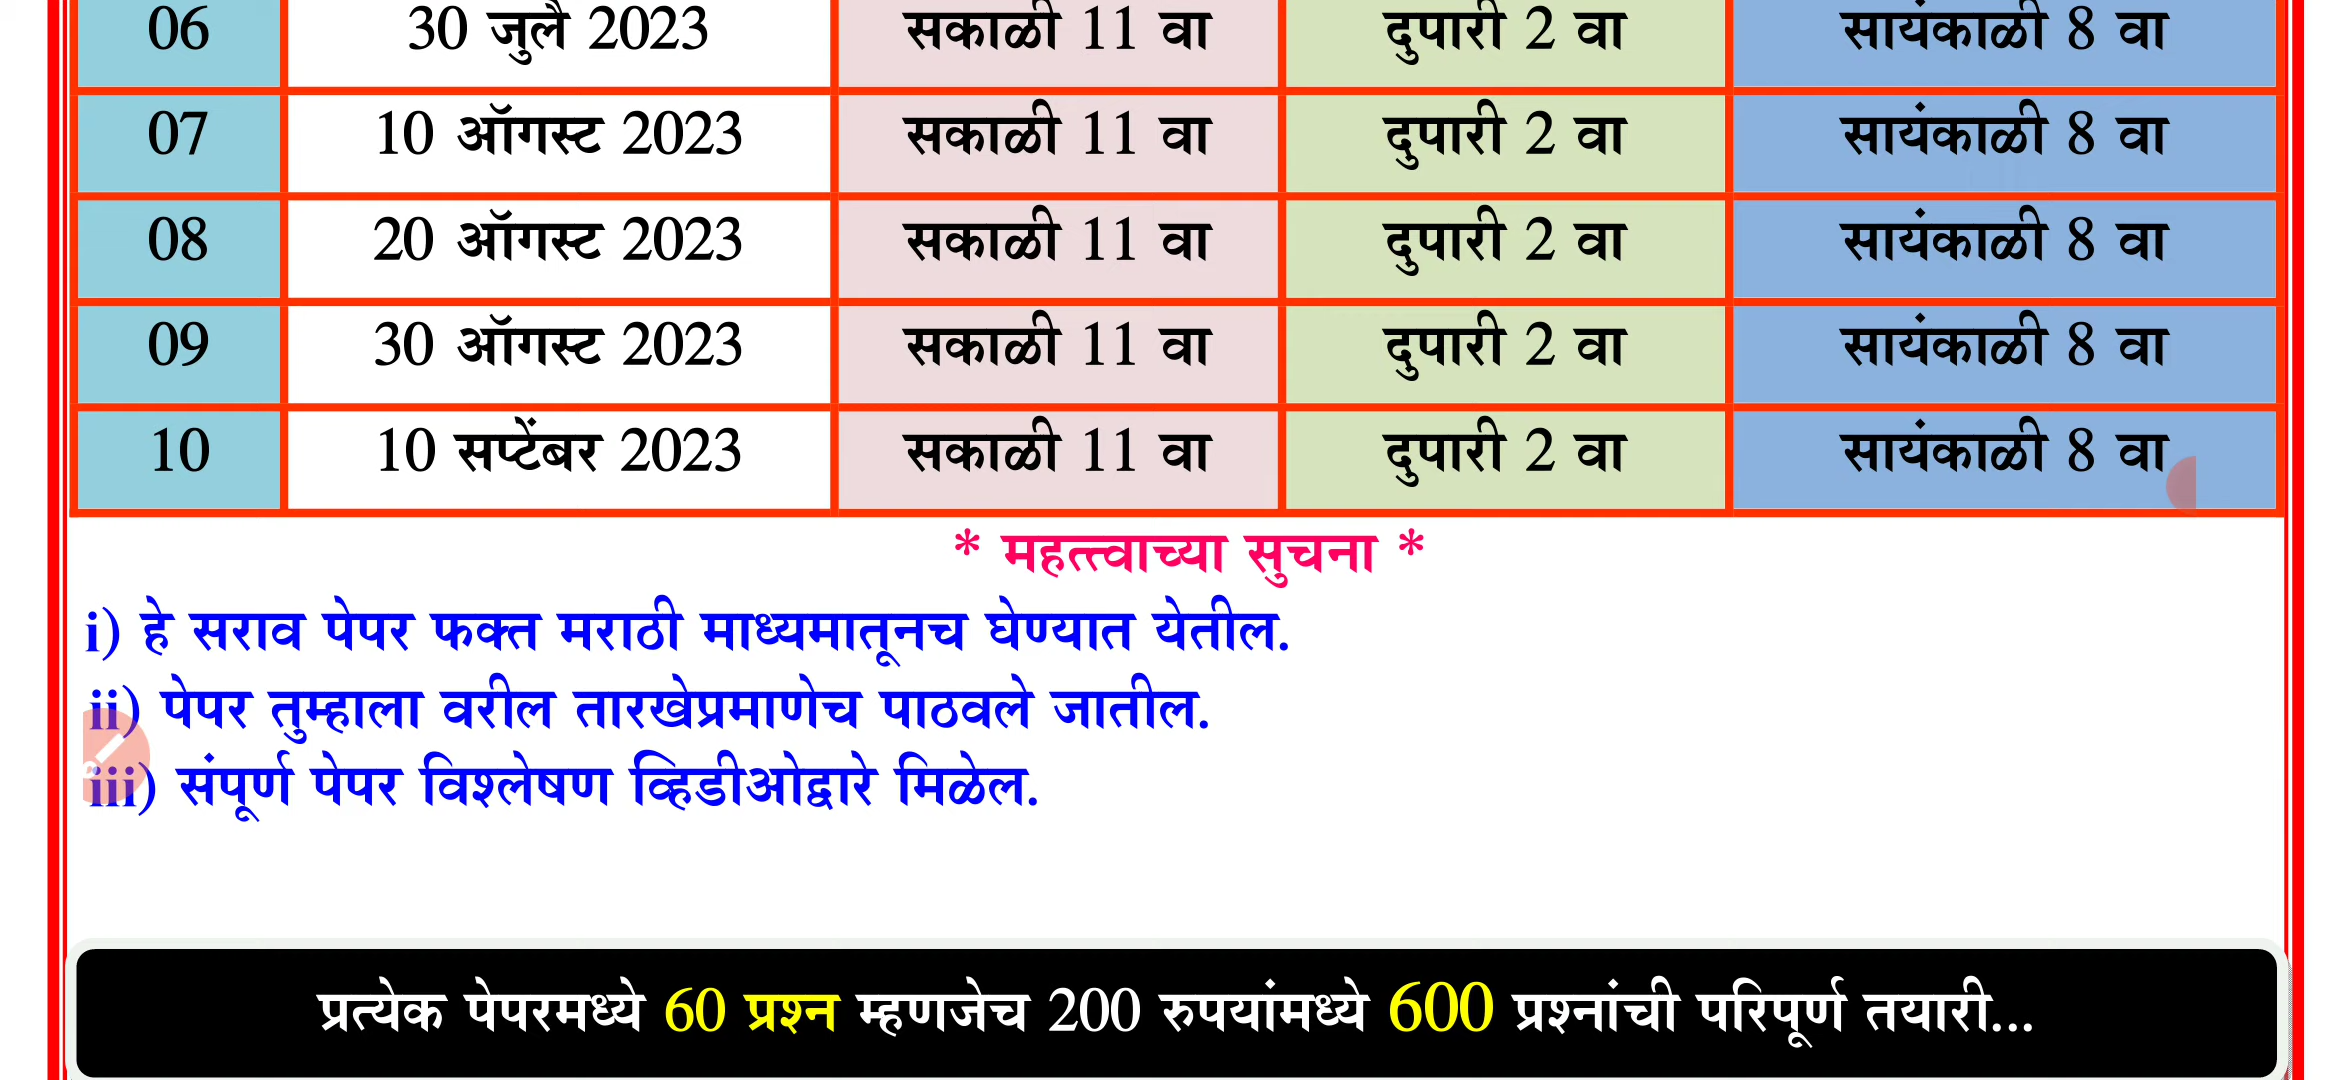 06 30 जुलै 2023 सकाळी 11 वा दुपारी 2 वा सायंकाळी 8 वा
07 10 ऑगस्ट 2023 सकाळी 11 वा दुपारी 2 वा सायंकाळी 8 वा
08 20 ऑगस्ट 2023 सकाळी 11 वा दुपारी 2 वा सायंकाळी 8 वा
09 30 ऑगस्ट 2023 सकाळी 11 वा दुपारी 2 वा सायंकाळी 8 वा
10 10 सप्टेंबर 2023 सकाळी 11 वा दुपारी 2 वा सायंकाळी 8 वा
* महत्त्वाच्या सुचना *
i) हे सराव पेपर फक्त मराठी माध्यमातूनच घेण्यात येतील.
ii) पेपर तुम्हाला वरील तारखेप्रमाणेच पाठवले जातील.
iii) संपूर्ण पेपर विश्लेषण व्हिडीओद्वारे मिळेल.
प्रत्येक पेपरमध्ये 60 प्रश्न म्हणजेच 200 रुपयांमध्ये 600 प्रश्नांची परिपूर्ण तयारी...